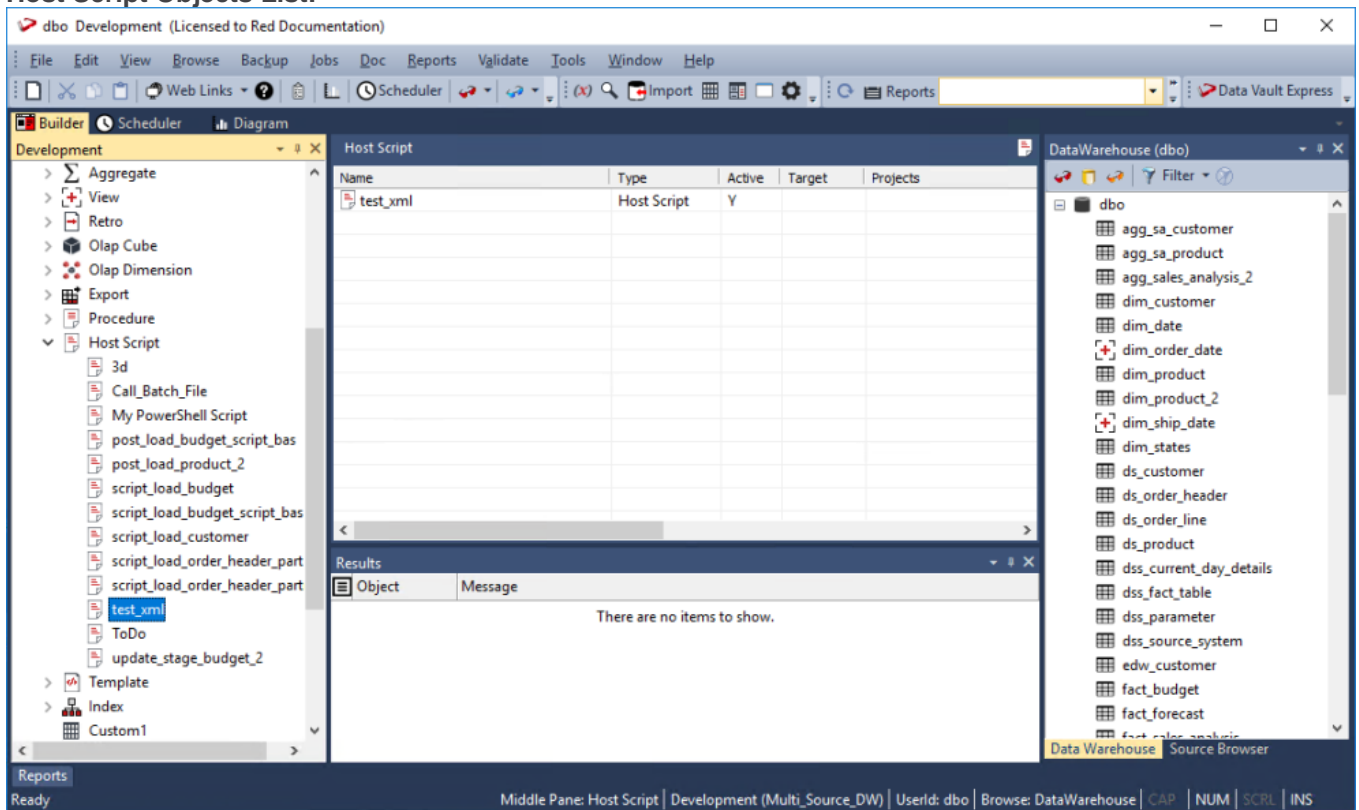 Host Script Objects List:
dbo Development (Licensed to Red Documentation)
File Edit View Browse Backup Jobs Doc Reports Validate Tools Window Help
Web Links Scheduler (x) Import Reports Data Vault Express
Builder Scheduler Diagram
Development
Aggregate
View
Retro
Olap Cube
Olap Dimension
Export
Procedure
Host Script
3d
Call_Batch_File
My PowerShell Script
post_load_budget_script_bas
post_load_product_2
script_load_budget
script_load_budget_script_bas
script_load_customer
script_load_order_header_part
script_load_order_header_part
test_xml
ToDo
update_stage_budget_2
Template
Index
Custom1
Host Script
Name Type Active Target Projects
test_xml Host Script Y
Results
Object Message
There are no items to show.
DataWarehouse (dbo)
Filter
dbo
agg_sa_customer
agg_sa_product
agg_sales_analysis_2
dim_customer
dim_date
dim_order_date
dim_product
dim_product_2
dim_ship_date
dim_states
ds_customer
ds_order_header
ds_order_line
ds_product
dss_current_day_details
dss_fact_table
dss_parameter
dss_source_system
edw_customer
fact_budget
fact_forecast
fact_sales_analysis
Data Warehouse Source Browser
Reports
Ready Middle Pane: Host Script Development (Multi_Source_DW) UserId: dbo Browse: DataWarehouse CAP NUM SCRL INS